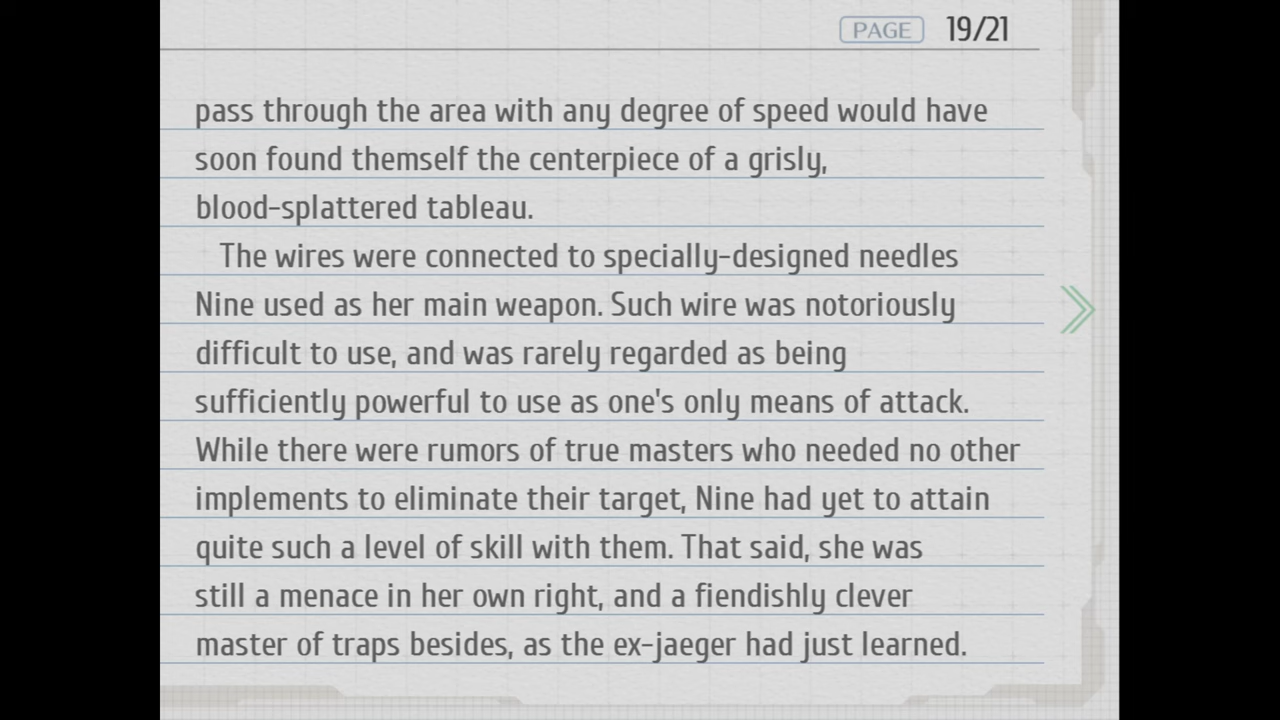 PAGE 19/21
pass through the area with any degree of speed would have
soon found themself the centerpiece of a grisly,
blood-splattered tableau.
The wires were connected to specially-designed needles
Nine used as her main weapon. Such wire was notoriously
difficult to use, and was rarely regarded as being
sufficiently powerful to use as one's only means of attack.
While there were rumors of true masters who needed no other
implements to eliminate their target, Nine had yet to attain
quite such a level of skill with them. That said, she was
still a menace in her own right, and a fiendishly clever
master of traps besides, as the ex-jaeger had just learned.